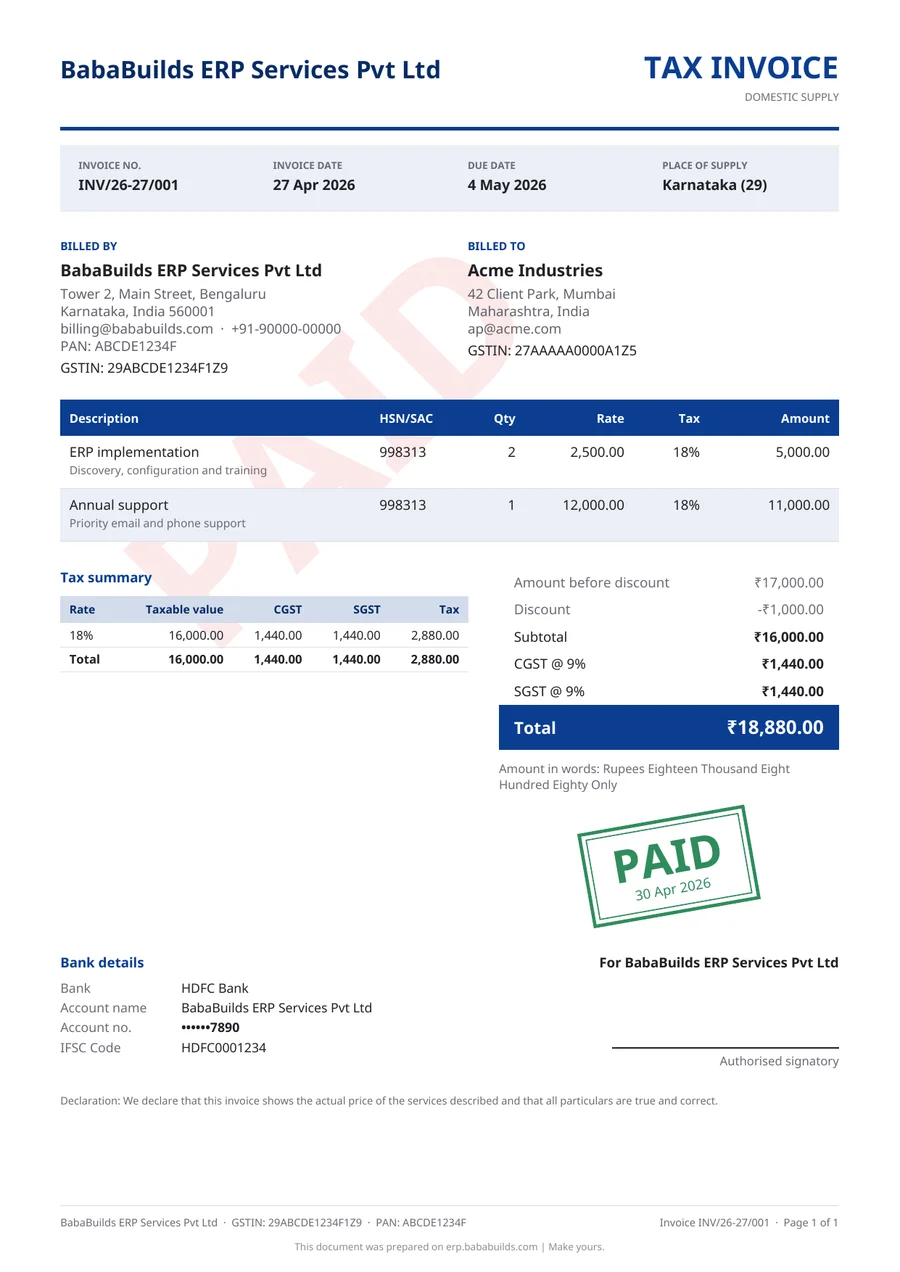 BabaBuilds ERP Services Pvt Ltd
TAX INVOICE
DOMESTIC SUPPLY
INVOICE NO. INVOICE DATE DUE DATE PLACE OF SUPPLY
INV/26-27/001 27 Apr 2026 4 May 2026 Karnataka (29)
BILLED BY
BabaBuilds ERP Services Pvt Ltd
Tower 2, Main Street, Bengaluru
Karnataka, India 560001
billing@bababuilds.com · +91-90000-00000
PAN: ABCDE1234F
GSTIN: 29ABCDE1234F1Z9
BILLED TO
Acme Industries
42 Client Park, Mumbai
Maharashtra, India
ap@acme.com
GSTIN: 27AAAAA0000A1Z5
PAID
Description HSN/SAC Qty Rate Tax Amount
ERP implementation 998313 2 2,500.00 18% 5,000.00
Discovery, configuration and training
Annual support 998313 1 12,000.00 18% 11,000.00
Priority email and phone support
Tax summary
Rate Taxable value CGST SGST Tax
18% 16,000.00 1,440.00 1,440.00 2,880.00
Total 16,000.00 1,440.00 1,440.00 2,880.00
Amount before discount ₹17,000.00
Discount -₹1,000.00
Subtotal ₹16,000.00
CGST @ 9% ₹1,440.00
SGST @ 9% ₹1,440.00
Total ₹18,880.00
Amount in words: Rupees Eighteen Thousand Eight
Hundred Eighty Only
PAID
30 Apr 2026
Bank details
Bank HDFC Bank
Account name BabaBuilds ERP Services Pvt Ltd
Account no. ••••••7890
IFSC Code HDFC0001234
For BabaBuilds ERP Services Pvt Ltd
Authorised signatory
Declaration: We declare that this invoice shows the actual price of the services described and that all particulars are true and correct.
BabaBuilds ERP Services Pvt Ltd · GSTIN: 29ABCDE1234F1Z9 · PAN: ABCDE1234F
Invoice INV/26-27/001 · Page 1 of 1
This document was prepared on erp.bababuilds.com | Make yours.